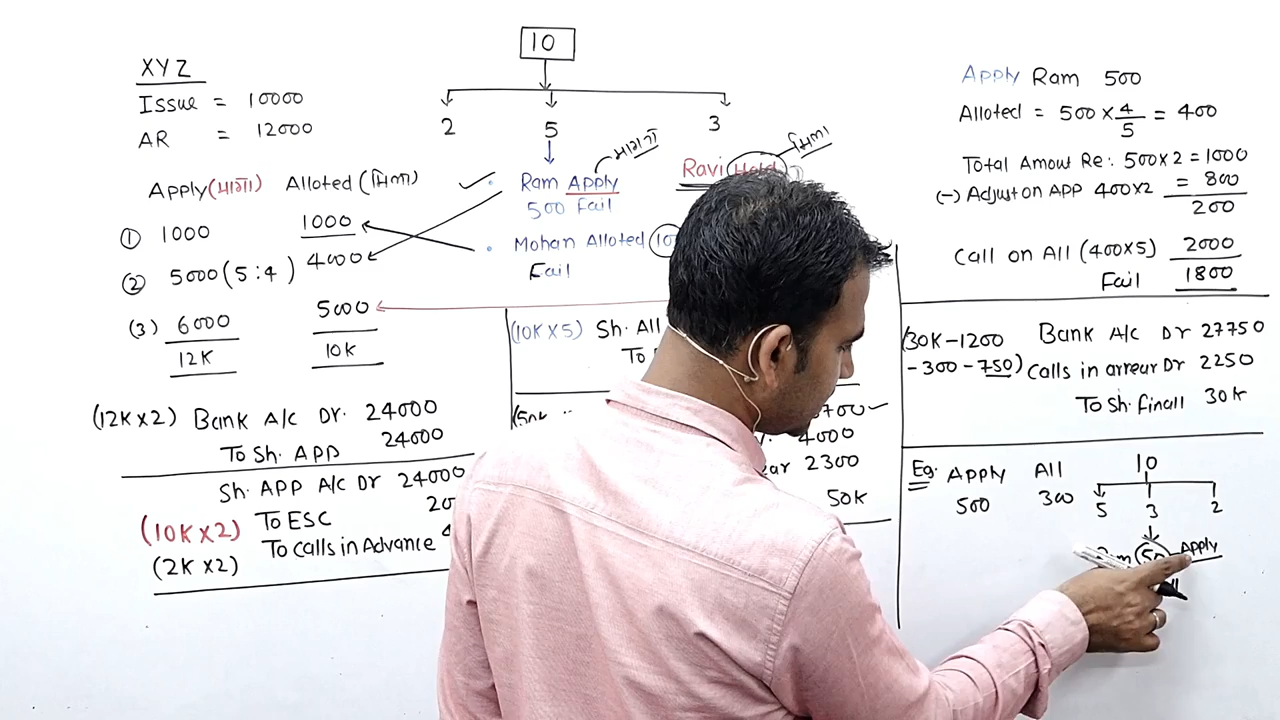 XYZ
Issue = 10000
AR = 12000
Apply (मांगा) Alloted (मिला)
① 1000 1000
② 5000 (5:4) 4000
(3) 6000 5000
12K 10K
(12K x 2) Bank A/c Dr. 24000
To Sh. APP 24000
Sh. APP A/c Dr 24000
(10K x 2) To ESC 20
(2K x 2) To Calls in Advance
10
2 5 3
मांगा
Ram Apply
500 Fail
Mohan Alloted
Fail
Ravi Hold
मिला
(10K x 5) Sh. All
To
3700
4000
2300
50K
Apply Ram 500
Alloted = 500 x 4/5 = 400
Total Amout Re: 500 x 2 = 1000
(-) Adjust on APP 400 x 2 = 800
200
Call on All (400 x 5) 2000
Fail 1800
(30K - 1200 Bank A/c Dr 27750
- 300 - 750) Calls in arrear Dr 2250
To Sh. finall 30K
Eg: Apply All
500 300
10
5 3 2
50 Apply